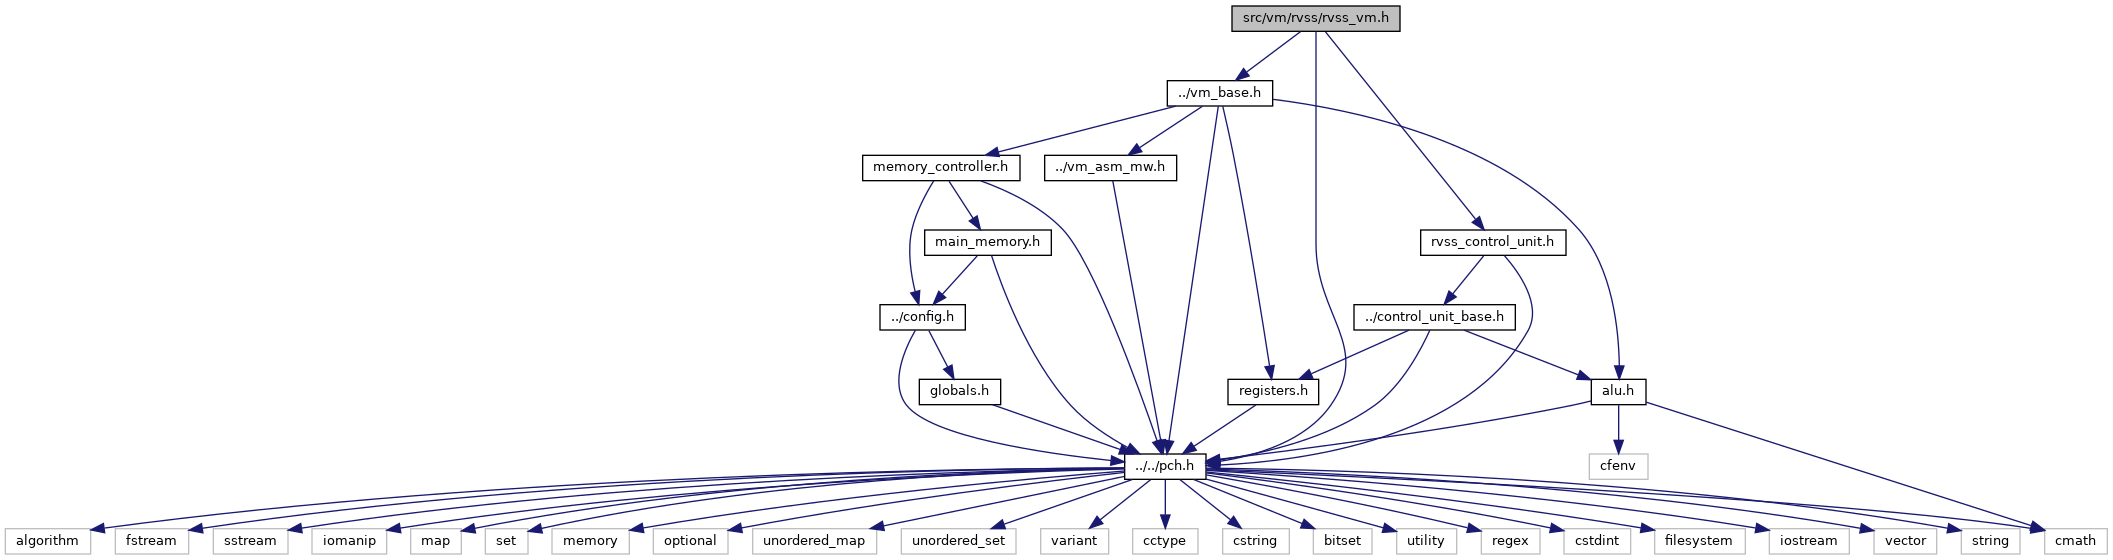 src/vm/rvss/rvss_vm.h
../vm_base.h
memory_controller.h
../vm_asm_mw.h
main_memory.h
rvss_control_unit.h
../config.h
../control_unit_base.h
globals.h
registers.h
alu.h
../../pch.h
cfenv
algorithm
fstream
sstream
iomanip
map
set
memory
optional
unordered_map
unordered_set
variant
cctype
cstring
bitset
utility
regex
cstdint
filesystem
iostream
vector
string
cmath